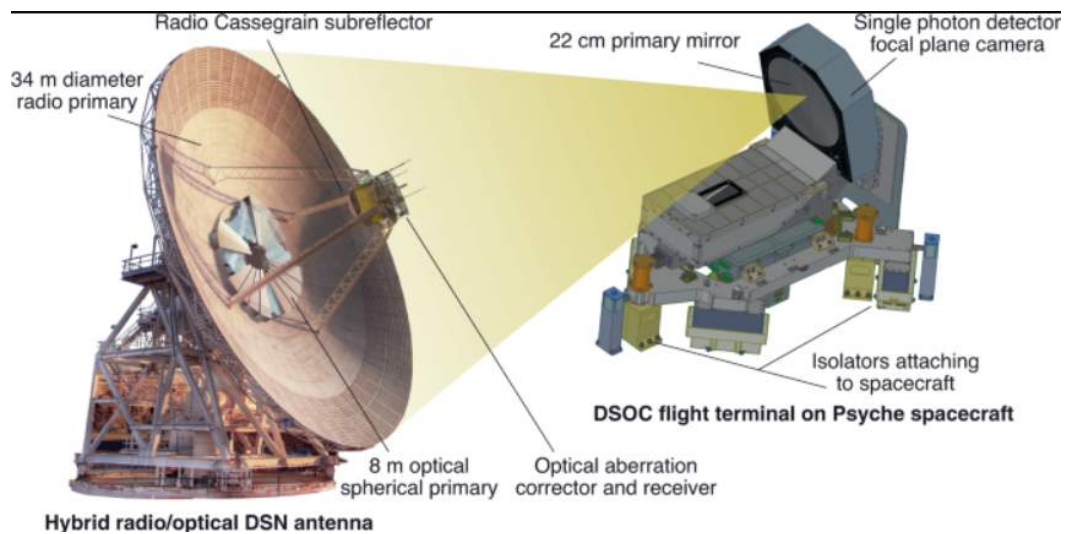 Radio Cassegrain subreflector
34 m diameter
radio primary
22 cm primary mirror
Single photon detector
focal plane camera
Isolators attaching
to spacecraft
DSOC flight terminal on Psyche spacecraft
8 m optical
spherical primary
Optical aberration
corrector and receiver
Hybrid radio/optical DSN antenna